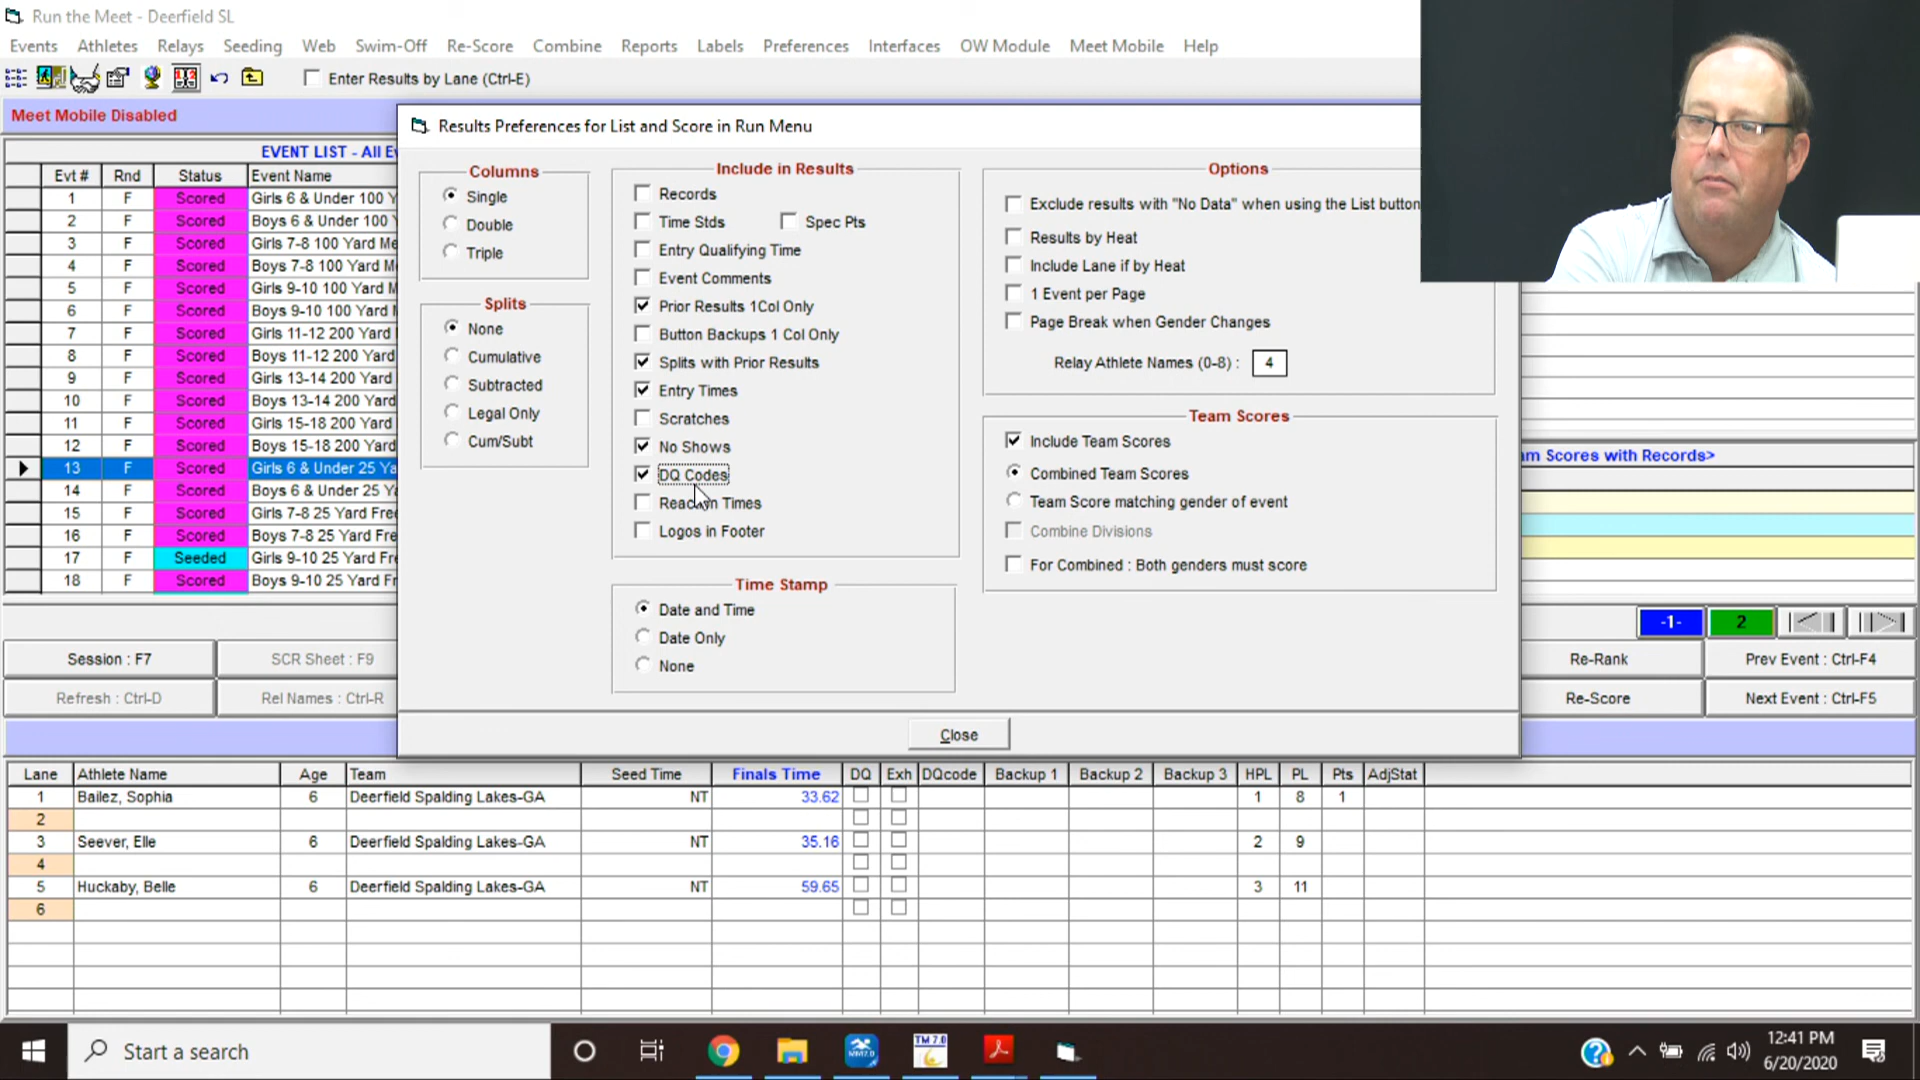 Run the Meet - Deerfield SL
Events Athletes Relays Seeding Web Swim-Off Re-Score Combine Reports Labels Preferences Interfaces OW Module Meet Mobile Help
Enter Results by Lane (Ctrl-E)
Meet Mobile Disabled
EVENT LIST - All E
Evt # Rnd Status Event Name
1 F Scored Girls 6 & Under 100 Y
2 F Scored Boys 6 & Under 100 Y
3 F Scored Girls 7-8 100 Yard Me
4 F Scored Boys 7-8 100 Yard M
5 F Scored Girls 9-10 100 Yard M
6 F Scored Boys 9-10 100 Yard M
7 F Scored Girls 11-12 200 Yard
8 F Scored Boys 11-12 200 Yard
9 F Scored Girls 13-14 200 Yard
10 F Scored Boys 13-14 200 Yard
11 F Scored Girls 15-18 200 Yard
12 F Scored Boys 15-18 200 Yard
13 F Scored Girls 6 & Under 25 Ya
14 F Scored Boys 6 & Under 25 Y
15 F Scored Girls 7-8 25 Yard Free
16 F Scored Boys 7-8 25 Yard Fre
17 F Seeded Girls 9-10 25 Yard Fre
18 F Scored Boys 9-10 25 Yard Fr
Results Preferences for List and Score in Run Menu
Columns
Single
Double
Triple
Splits
None
Cumulative
Subtracted
Legal Only
Cum/Subt
Include in Results
Records
Time Stds Spec Pts
Entry Qualifying Time
Event Comments
Prior Results 1Col Only
Button Backups 1 Col Only
Splits with Prior Results
Entry Times
Scratches
No Shows
DQ Codes
Reaction Times
Logos in Footer
Time Stamp
Date and Time
Date Only
None
Options
Exclude results with "No Data" when using the List button
Results by Heat
Include Lane if by Heat
1 Event per Page
Page Break when Gender Changes
Relay Athlete Names (0-8) : 4
Team Scores
Include Team Scores
Combined Team Scores
Team Score matching gender of event
Combine Divisions
For Combined : Both genders must score
Close
m Scores with Records>
-1- 2
Session : F7 SCR Sheet : F9 Re-Rank Prev Event : Ctrl-F4
Refresh : Ctrl-D Rel Names : Ctrl-R Re-Score Next Event : Ctrl-F5
Lane Athlete Name Age Team Seed Time Finals Time DQ Exh DQcode Backup 1 Backup 2 Backup 3 HPL PL Pts AdjStat
1 Bailez, Sophia 6 Deerfield Spalding Lakes-GA NT 33.62 1 8 1
2
3 Seever, Elle 6 Deerfield Spalding Lakes-GA NT 35.16 2 9
4
5 Huckaby, Belle 6 Deerfield Spalding Lakes-GA NT 59.65 3 11
6
Start a search
MM7.0
TM 7.0
12:41 PM
6/20/2020